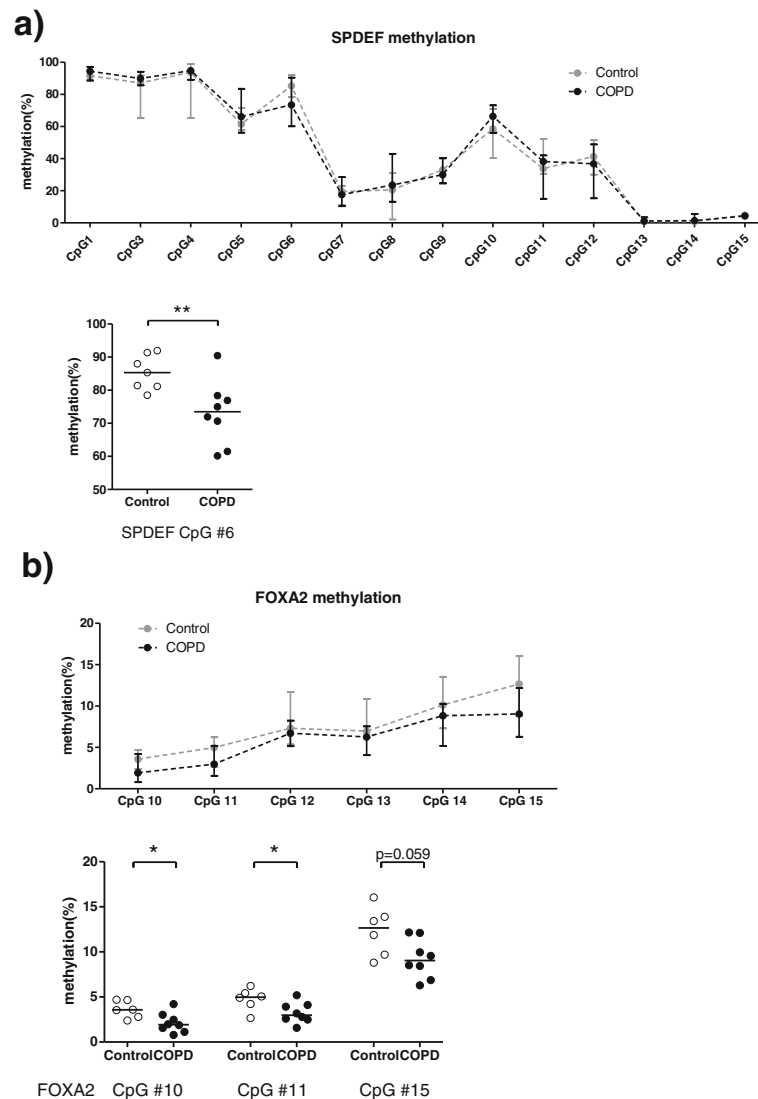 a)
SPDEF methylation
methylation(%)
100
80
60
40
20
0
Control
COPD
CpG1 CpG3 CpG4 CpG5 CpG6 CpG7 CpG8 CpG9 CpG10 CpG11 CpG12 CpG13 CpG14 CpG15
**
methylation(%)
100
90
80
70
60
50
Control COPD
SPDEF CpG #6
b)
FOXA2 methylation
methylation(%)
20
15
10
5
0
Control
COPD
CpG 10 CpG 11 CpG 12 CpG 13 CpG 14 CpG 15
* * p=0.059
methylation(%)
20
15
10
5
0
ControlCOPD ControlCOPD ControlCOPD
FOXA2 CpG #10 CpG #11 CpG #15